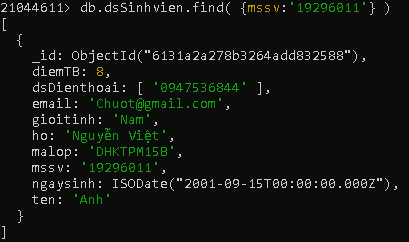 21044611> db.dsSinhvien.find( {mssv:'19296011'} )
[
  {
    _id: ObjectId("6131a2a278b3264add832588"),
    diemTB: 8,
    dsDienthoai: [ '0947536844' ],
    email: 'Chuot@gmail.com',
    gioitinh: 'Nam',
    ho: 'Nguyễn Việt',
    malop: 'DHKTPM15B',
    mssv: '19296011',
    ngaysinh: ISODate("2001-09-15T00:00:00.000Z"),
    ten: 'Anh'
  }
]